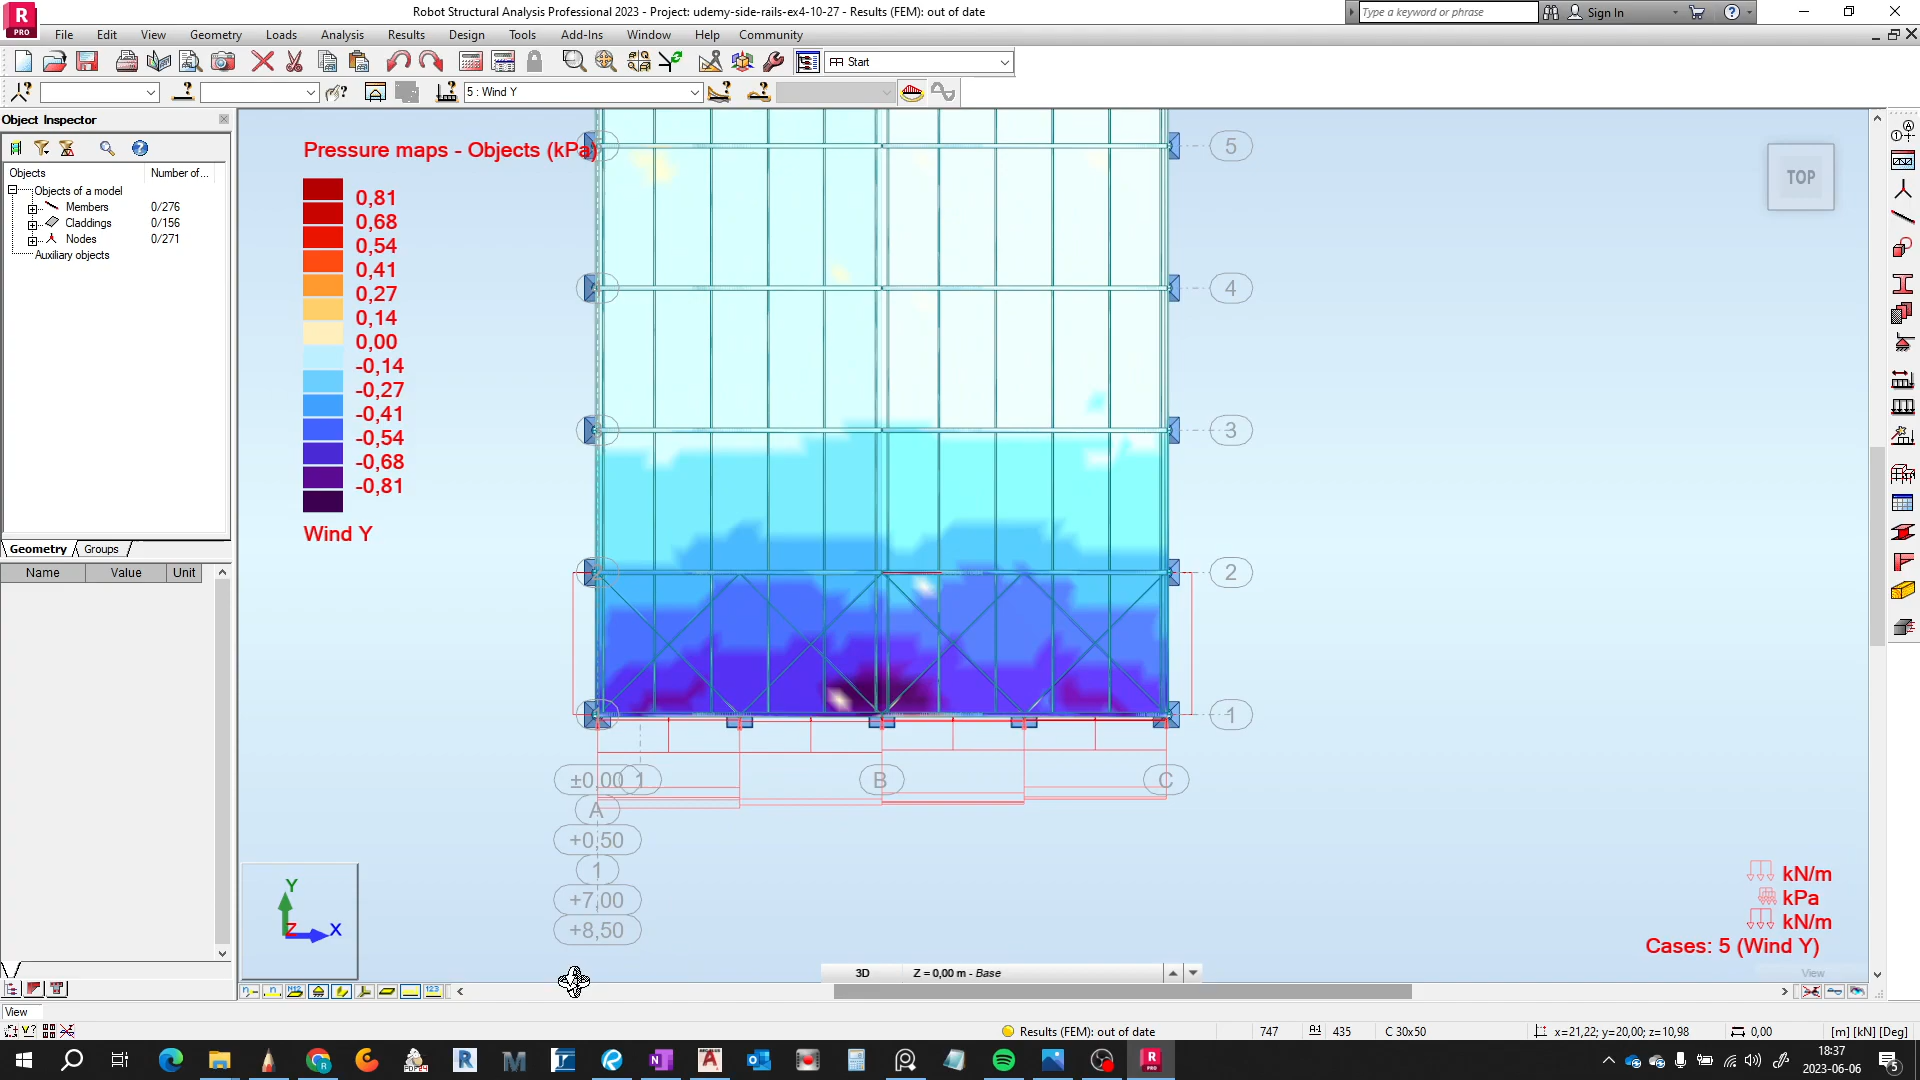 Robot Structural Analysis Professional 2023 - Project: udemy-side-rails-ex4-10-27 - Results (FEM): out of date
Type a keyword or phrase
Sign In
R
PRO
File Edit View Geometry Loads Analysis Results Design Tools Add-Ins Window Help Community
Start
5 : Wind Y
Object Inspector
Objects Number of...
Objects of a model
Members 0/276
Claddings 0/156
Nodes 0/271
Auxiliary objects
Geometry Groups
Name Value Unit
Pressure maps - Objects (kPa)
0,81
0,68
0,54
0,41
0,27
0,14
0,00
-0,14
-0,27
-0,41
-0,54
-0,68
-0,81
Wind Y
TOP
5
4
3
2
1
±0,00 1 B C
A
+0,50
1
+7,00
+8,50
Y
Z X
kN/m
kPa
kN/m
Cases: 5 (Wind Y)
3D Z = 0,00 m - Base
View
View
Results (FEM): out of date 747 435 C 30x50 x=21,22; y=20,00; z=10,98 0,00 [m] [kN] [Deg]
18:37
2023-06-06
5